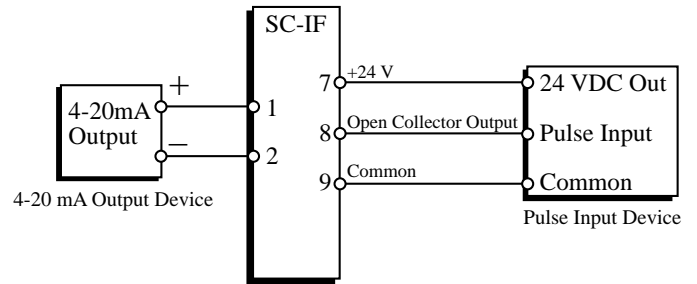 SC-IF
4-20mA
Output
+
−
1
2
4-20 mA Output Device
7
+24 V
8
Open Collector Output
9
Common
24 VDC Out
Pulse Input
Common
Pulse Input Device